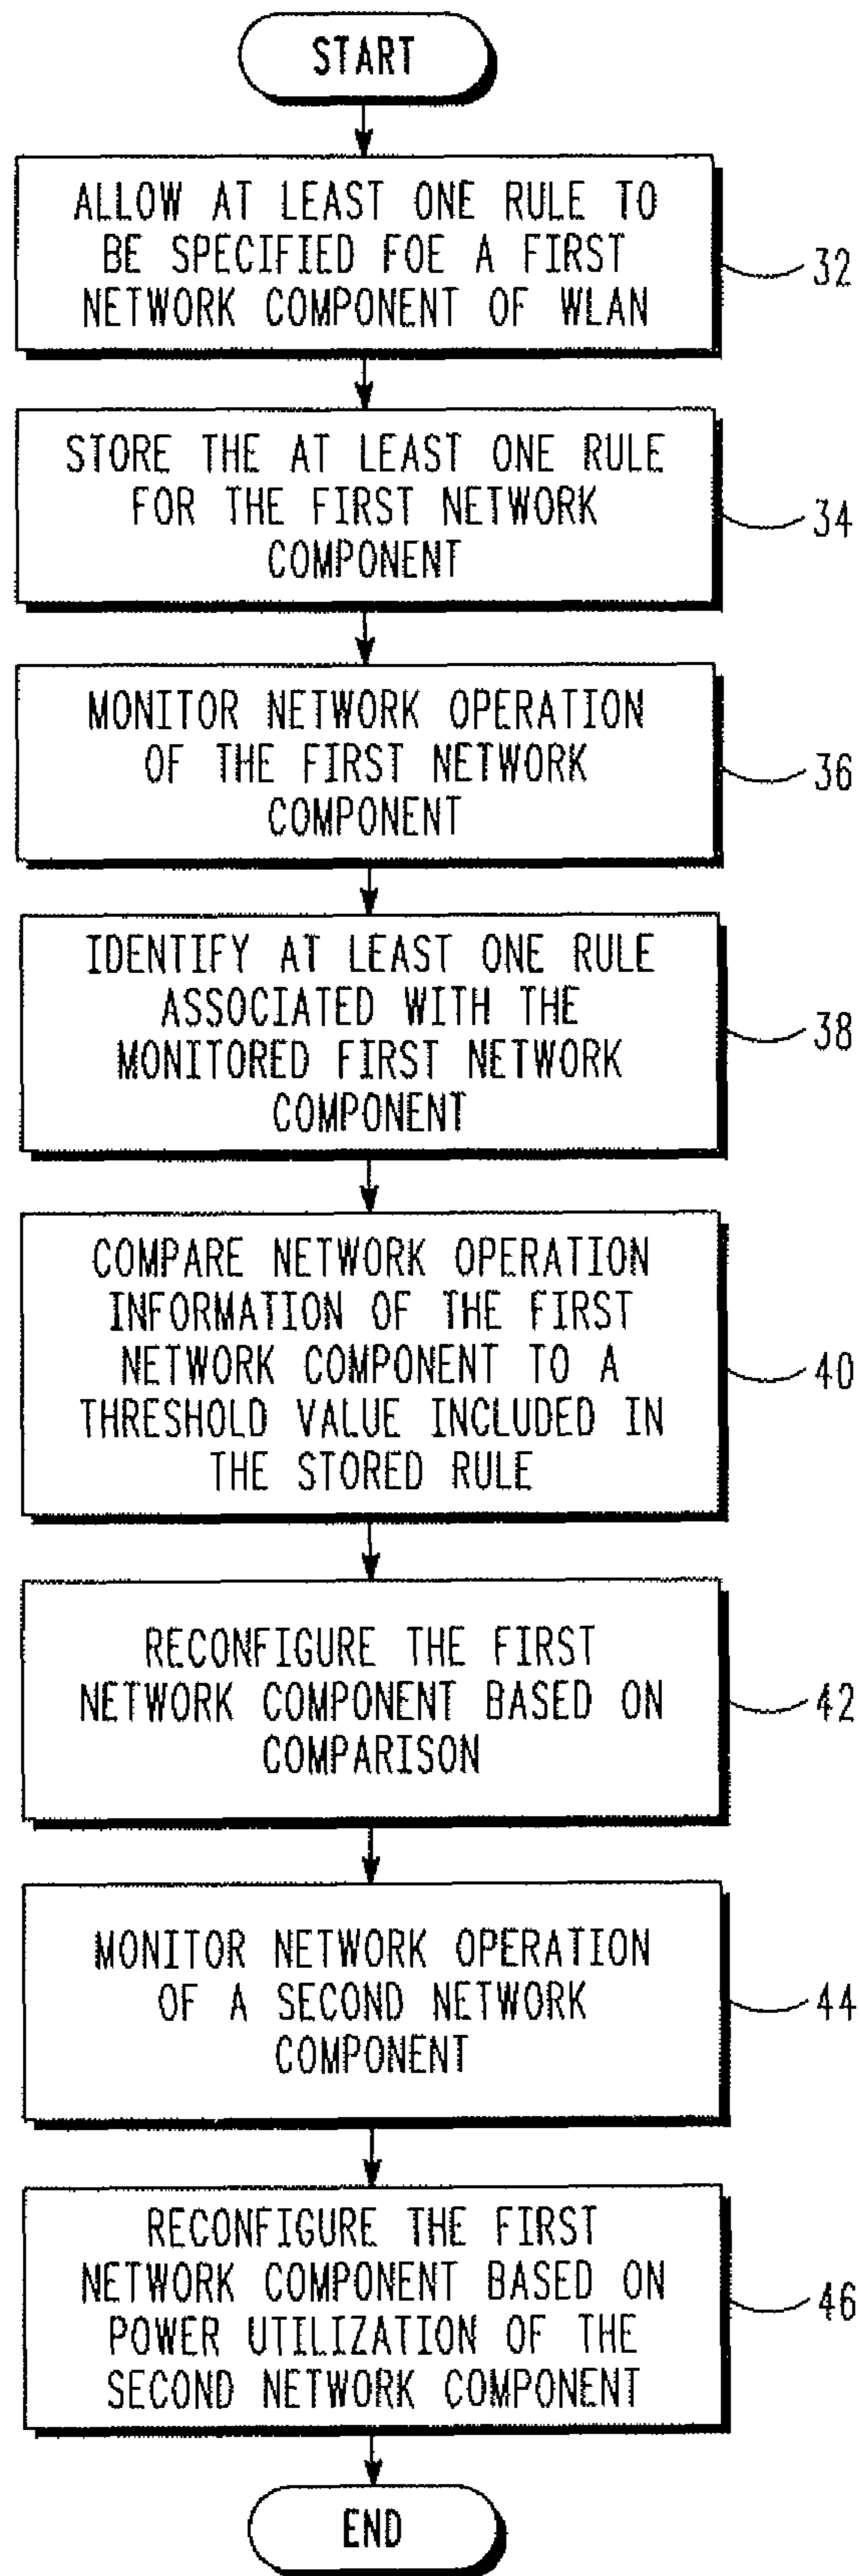 START
ALLOW AT LEAST ONE RULE TO
BE SPECIFIED FOE A FIRST
NETWORK COMPONENT OF WLAN
32
STORE THE AT LEAST ONE RULE
FOR THE FIRST NETWORK
COMPONENT
34
MONITOR NETWORK OPERATION
OF THE FIRST NETWORK
COMPONENT
36
IDENTIFY AT LEAST ONE RULE
ASSOCIATED WITH THE
MONITORED FIRST NETWORK
COMPONENT
38
COMPARE NETWORK OPERATION
INFORMATION OF THE FIRST
NETWORK COMPONENT TO A
THRESHOLD VALUE INCLUDED IN
THE STORED RULE
40
RECONFIGURE THE FIRST
NETWORK COMPONENT BASED ON
COMPARISON
42
MONITOR NETWORK OPERATION
OF A SECOND NETWORK
COMPONENT
44
RECONFIGURE THE FIRST
NETWORK COMPONENT BASED ON
POWER UTILIZATION OF THE
SECOND NETWORK COMPONENT
46
END